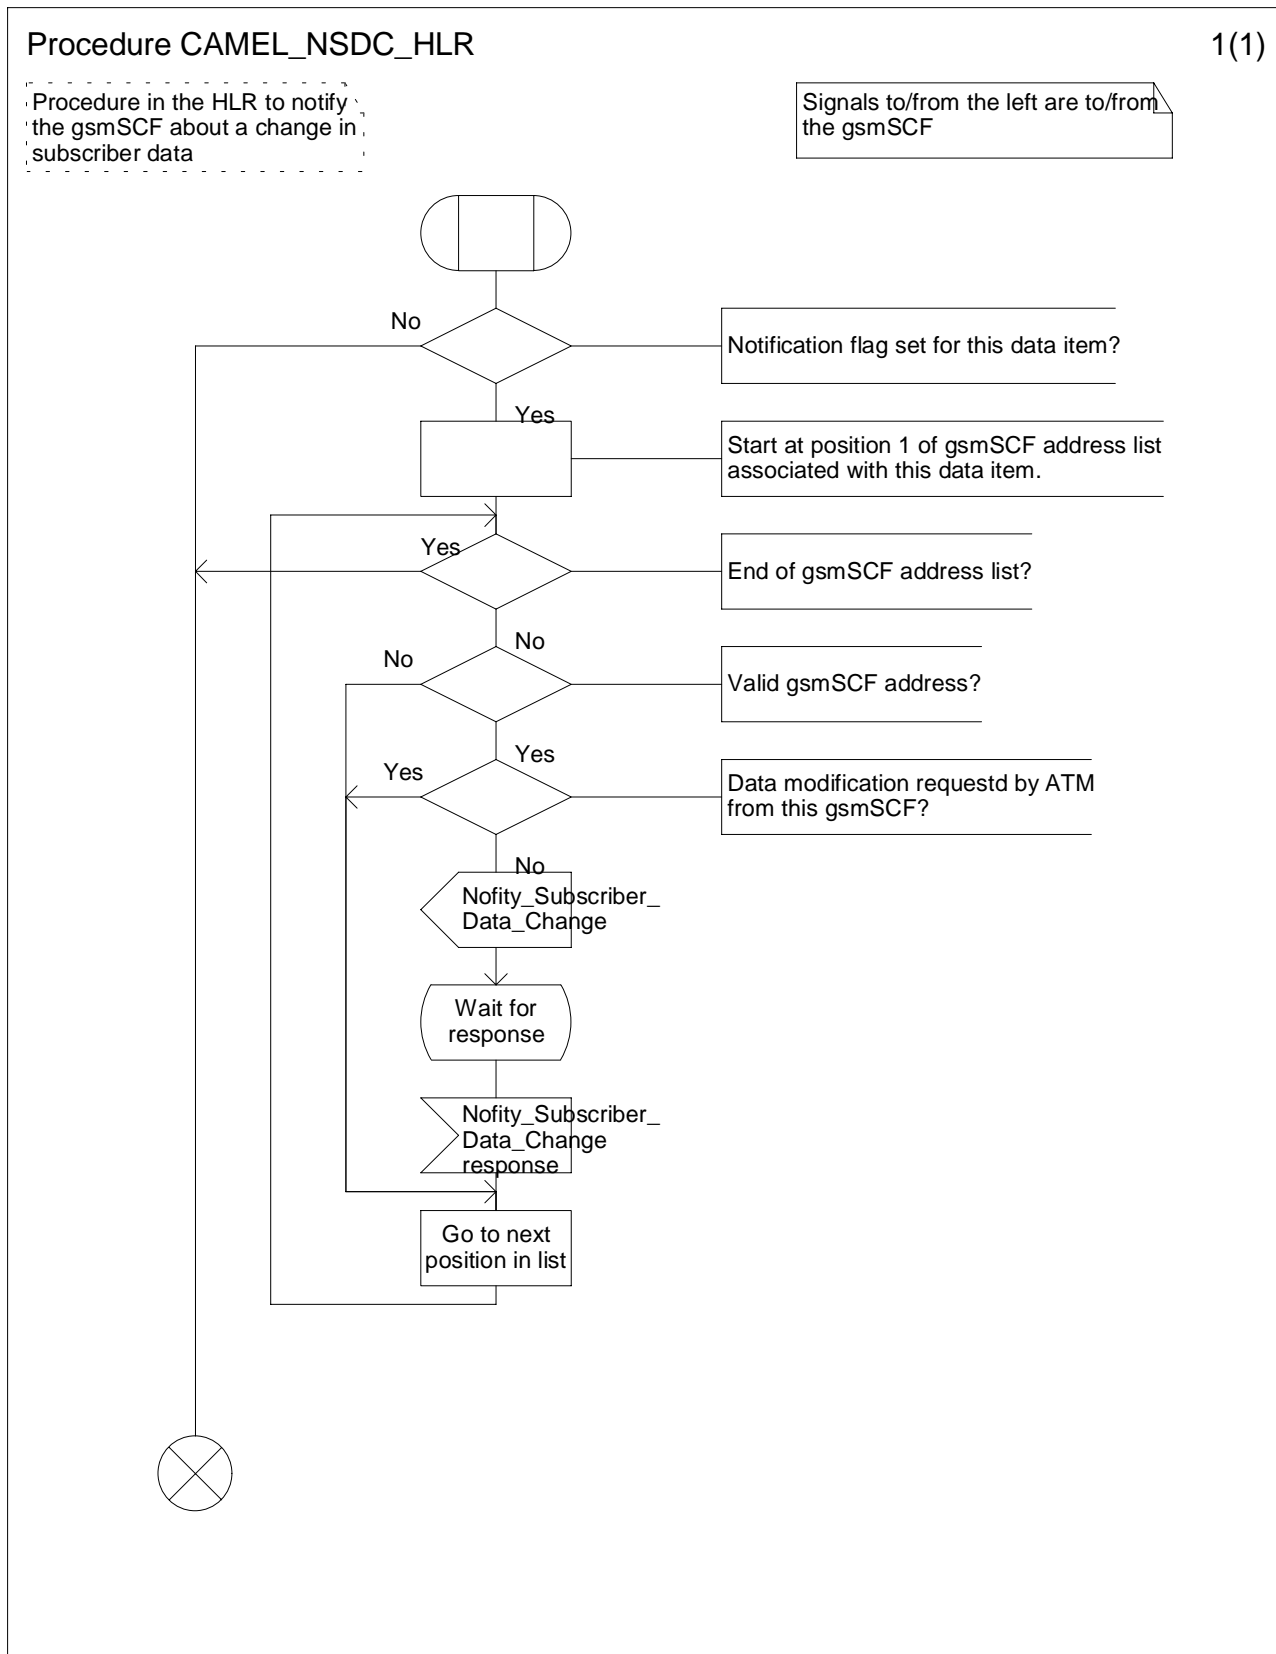 Procedure CAMEL_NSDC_HLR
1(1)
Procedure in the HLR to notify
the gsmSCF about a change in
subscriber data
Signals to/from the left are to/from
the gsmSCF
No
Notification flag set for this data item?
Yes
Start at position 1 of gsmSCF address list
associated with this data item.
Yes
End of gsmSCF address list?
No
No
Valid gsmSCF address?
Yes
Yes
Data modification requestd by ATM
from this gsmSCF?
No
Nofity_Subscriber_
Data_Change
Wait for
response
Nofity_Subscriber_
Data_Change
response
Go to next
position in list